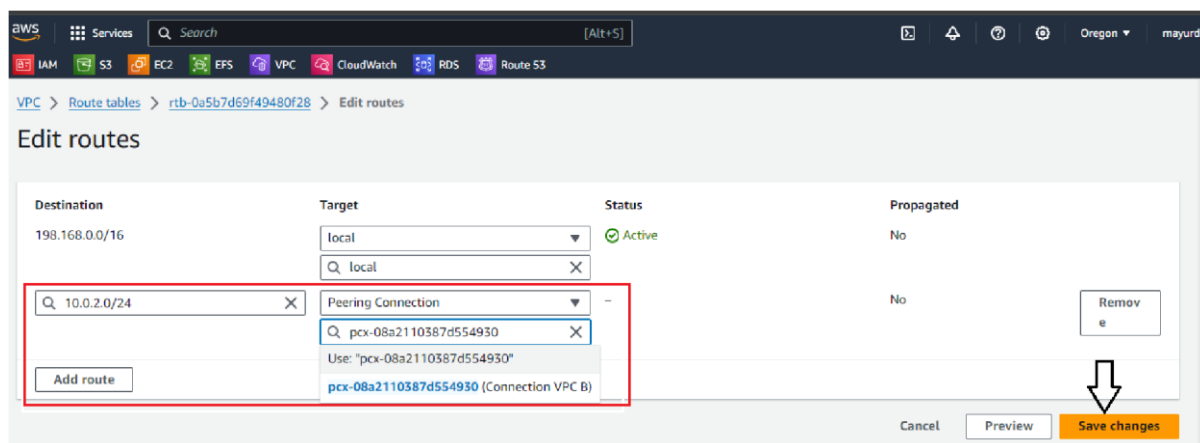 aws Services Search [Alt+S] Oregon mayurd
IAM S3 EC2 EFS VPC CloudWatch RDS Route 53
VPC > Route tables > rtb-0a5b7d69f49480f28 > Edit routes
Edit routes
Destination Target Status Propagated
198.168.0.0/16 local Active No
local
10.0.2.0/24 Peering Connection – No Remov
e
pcx-08a2110387d554930
Use: "pcx-08a2110387d554930"
Add route pcx-08a2110387d554930 (Connection VPC B)
Cancel Preview Save changes